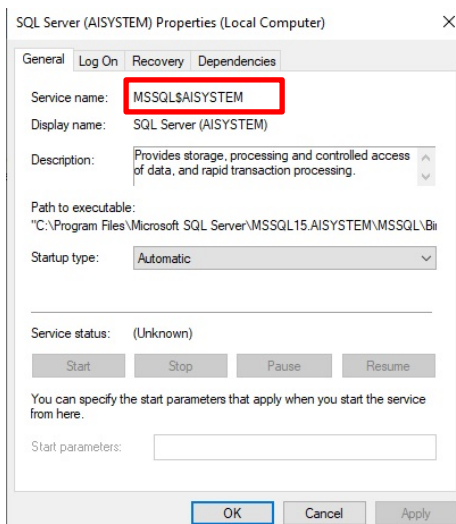 SQL Server (AISYSTEM) Properties (Local Computer)
General Log On Recovery Dependencies
Service name: MSSQL$AISYSTEM
Display name: SQL Server (AISYSTEM)
Description: Provides storage, processing and controlled access
of data, and rapid transaction processing.
Path to executable:
"C:\Program Files\Microsoft SQL Server\MSSQL15.AISYSTEM\MSSQL\Bi
Startup type: Automatic
Service status: (Unknown)
Start Stop Pause Resume
You can specify the start parameters that apply when you start the service
from here.
Start parameters:
OK Cancel Apply